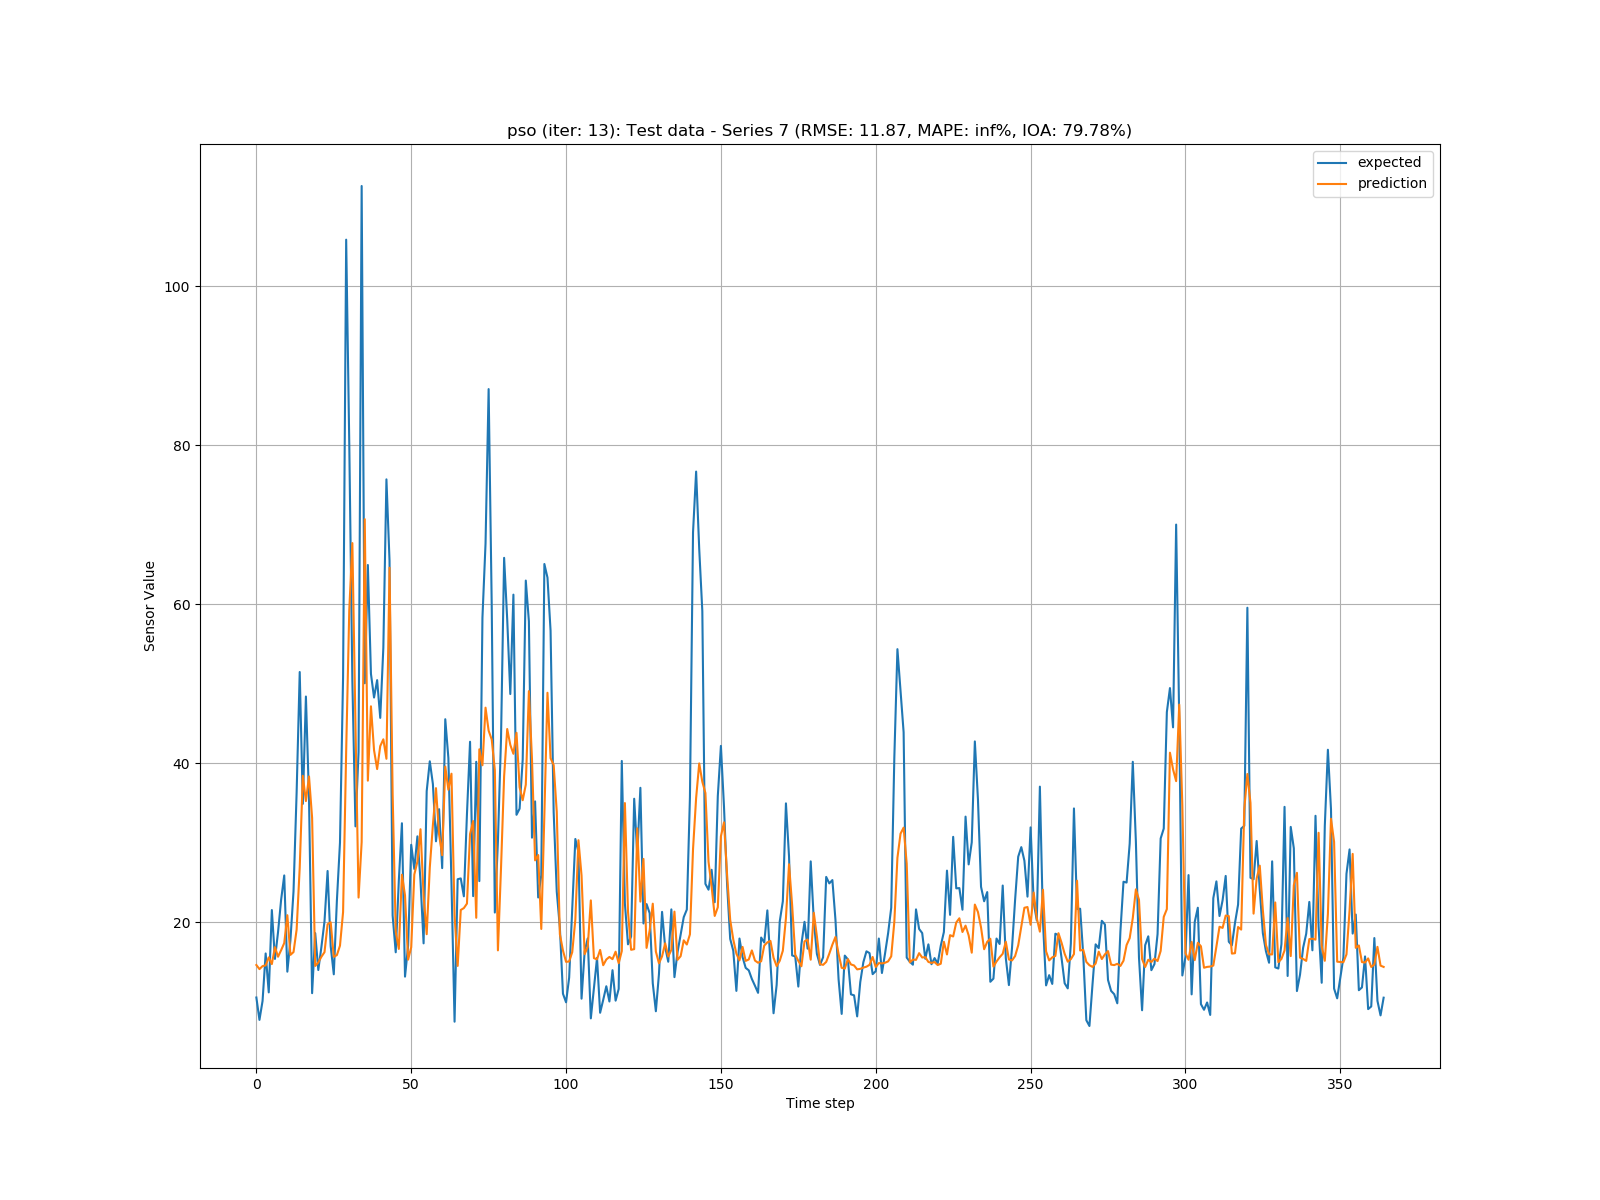 pso (iter: 13): Test data - Series 7 (RMSE: 11.87, MAPE: inf%, IOA: 79.78%)
expected
prediction
100
80
60
40
20
Sensor Value
0 50 100 150 200 250 300 350
Time step